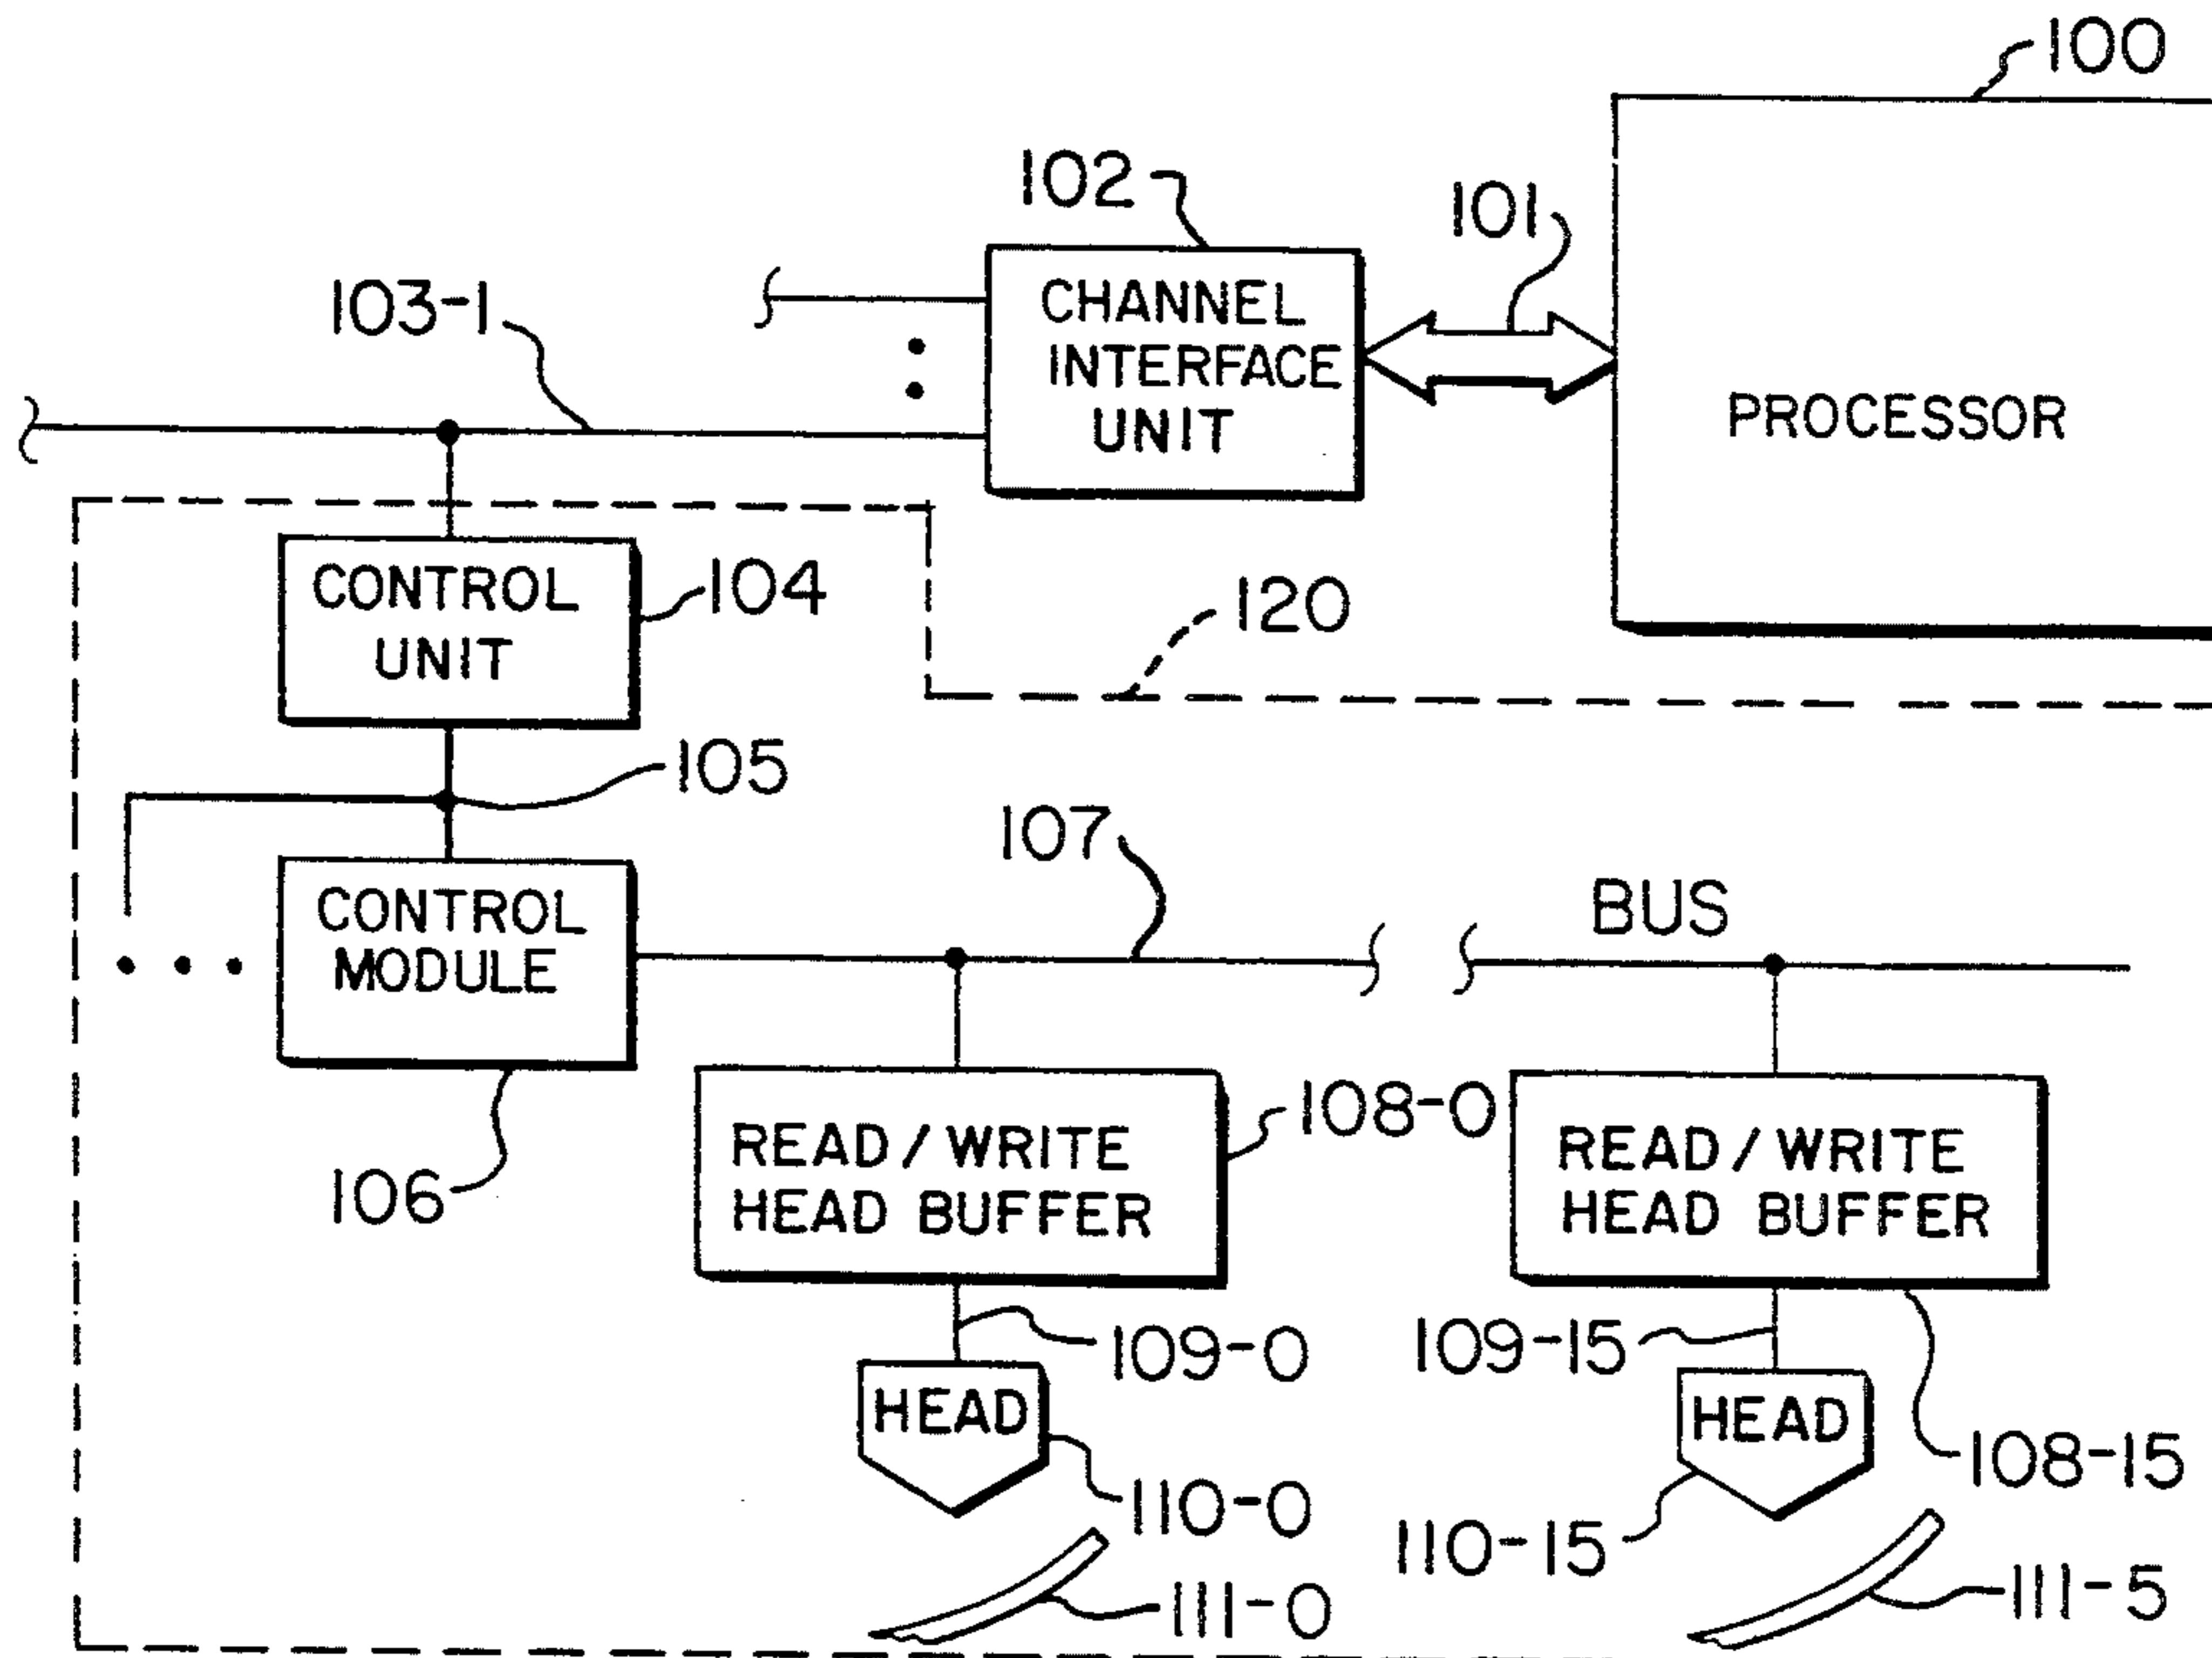 100
102
101
103-1
CHANNEL
INTERFACE
UNIT
PROCESSOR
CONTROL
UNIT
104
120
105
107
BUS
CONTROL
MODULE
106
108-0
READ/WRITE
HEAD BUFFER
READ/WRITE
HEAD BUFFER
109-0
109-15
HEAD
HEAD
108-15
110-0
110-15
111-0
111-5